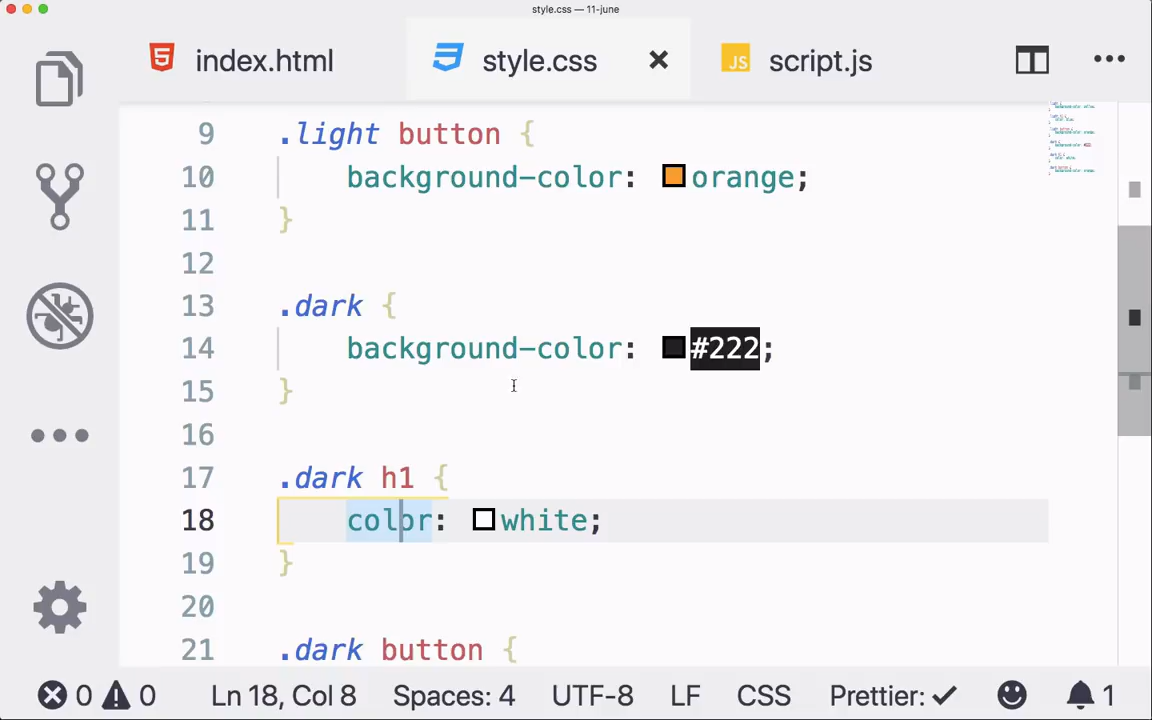 style.css — 11-june
index.html
style.css
JS
script.js
9 .light button {
10 background-color: orange;
11 }
12
13 .dark {
14 background-color: #222;
15 }
16
17 .dark h1 {
18 color: white;
19 }
20
21 .dark button {
0 0 Ln 18, Col 8 Spaces: 4 UTF-8 LF CSS Prettier: ✓ 1